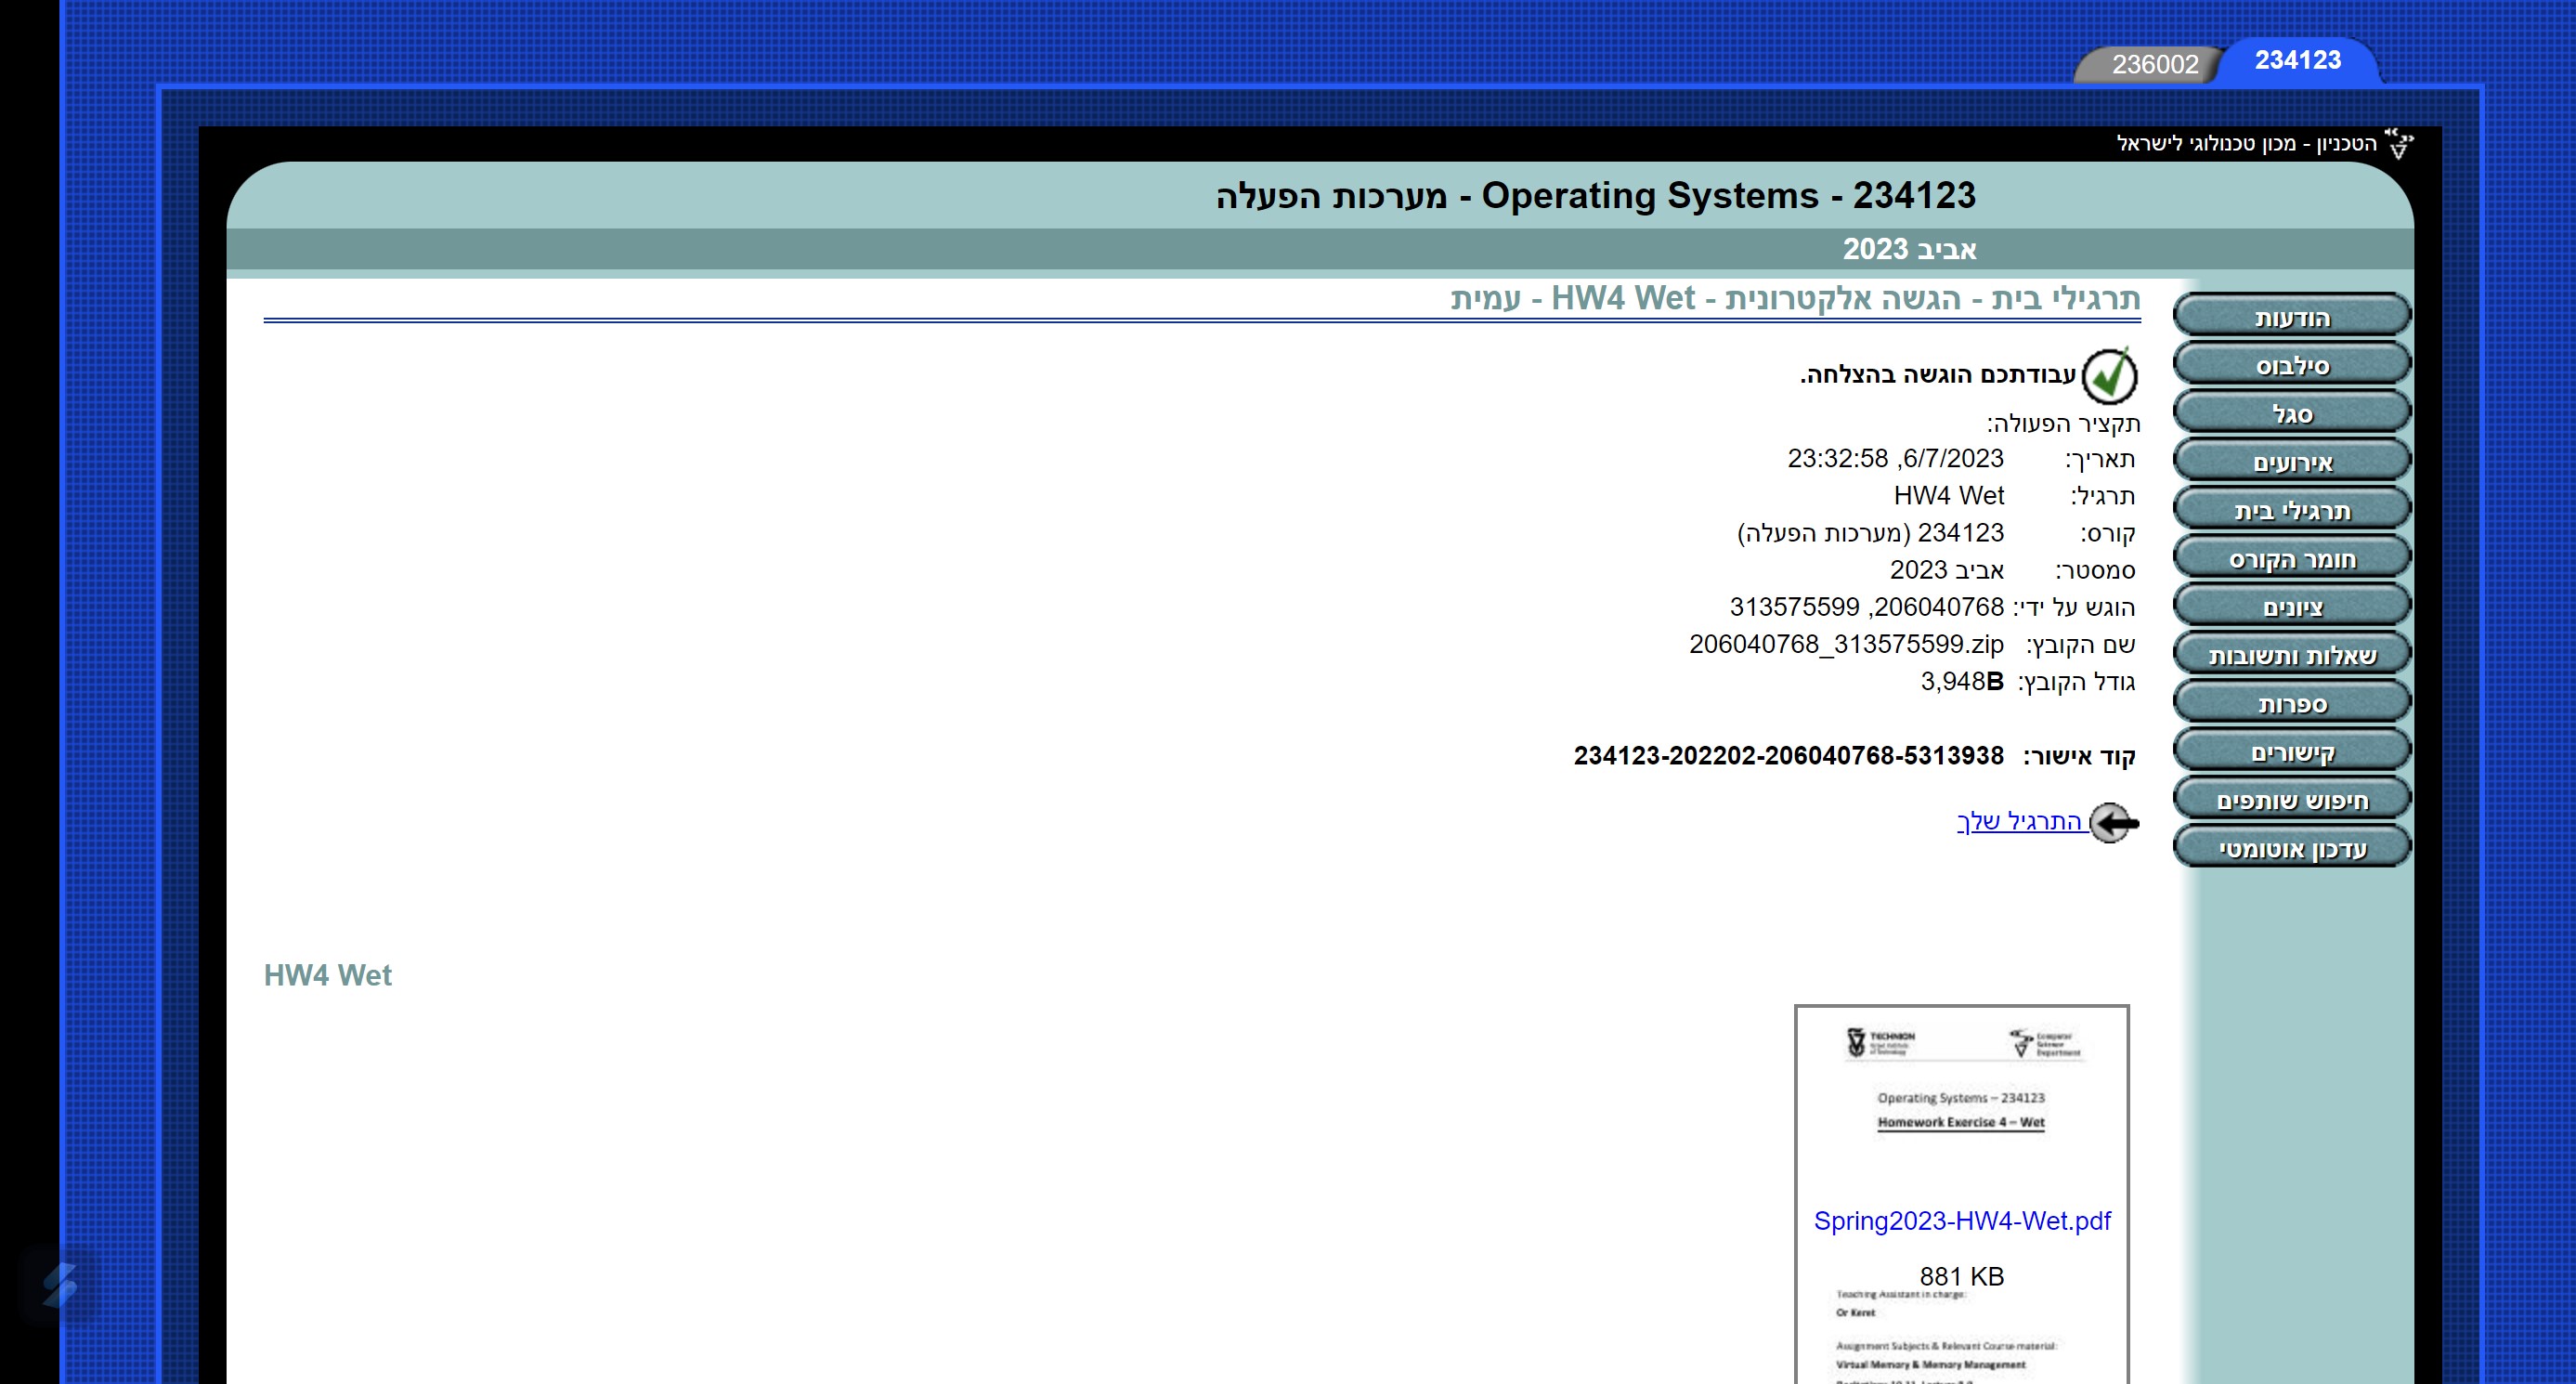 236002
234123
הטכניון - מכון טכנולוגי לישראל
234123 - Operating Systems - מערכות הפעלה
אביב 2023
הודעות
סילבוס
סגל
אירועים
תרגילי בית
חומר הקורס
ציונים
שאלות ותשובות
ספרות
קישורים
חיפוש שותפים
עדכון אוטומטי
תרגילי בית - הגשה אלקטרונית - HW4 Wet - עמית
עבודתכם הוגשה בהצלחה.
תקציר הפעולה:
תאריך: 6/7/2023, 23:32:58
תרגיל: HW4 Wet
קורס: 234123 (מערכות הפעלה)
סמסטר: אביב 2023
הוגש על ידי: 206040768, 313575599
שם הקובץ: 206040768_313575599.zip
גודל הקובץ: 3,948B
קוד אישור: 234123-202202-206040768-5313938
התרגיל שלך
HW4 Wet
TECHNION
Israel Institute
of Technology
Computer
Science
Department
Operating Systems – 234123
Homework Exercise 4 – Wet
Spring2023-HW4-Wet.pdf
881 KB
Teaching Assistant in charge:
Or Keret
Assignment Subjects & Relevant Course material:
Virtual Memory & Memory Management